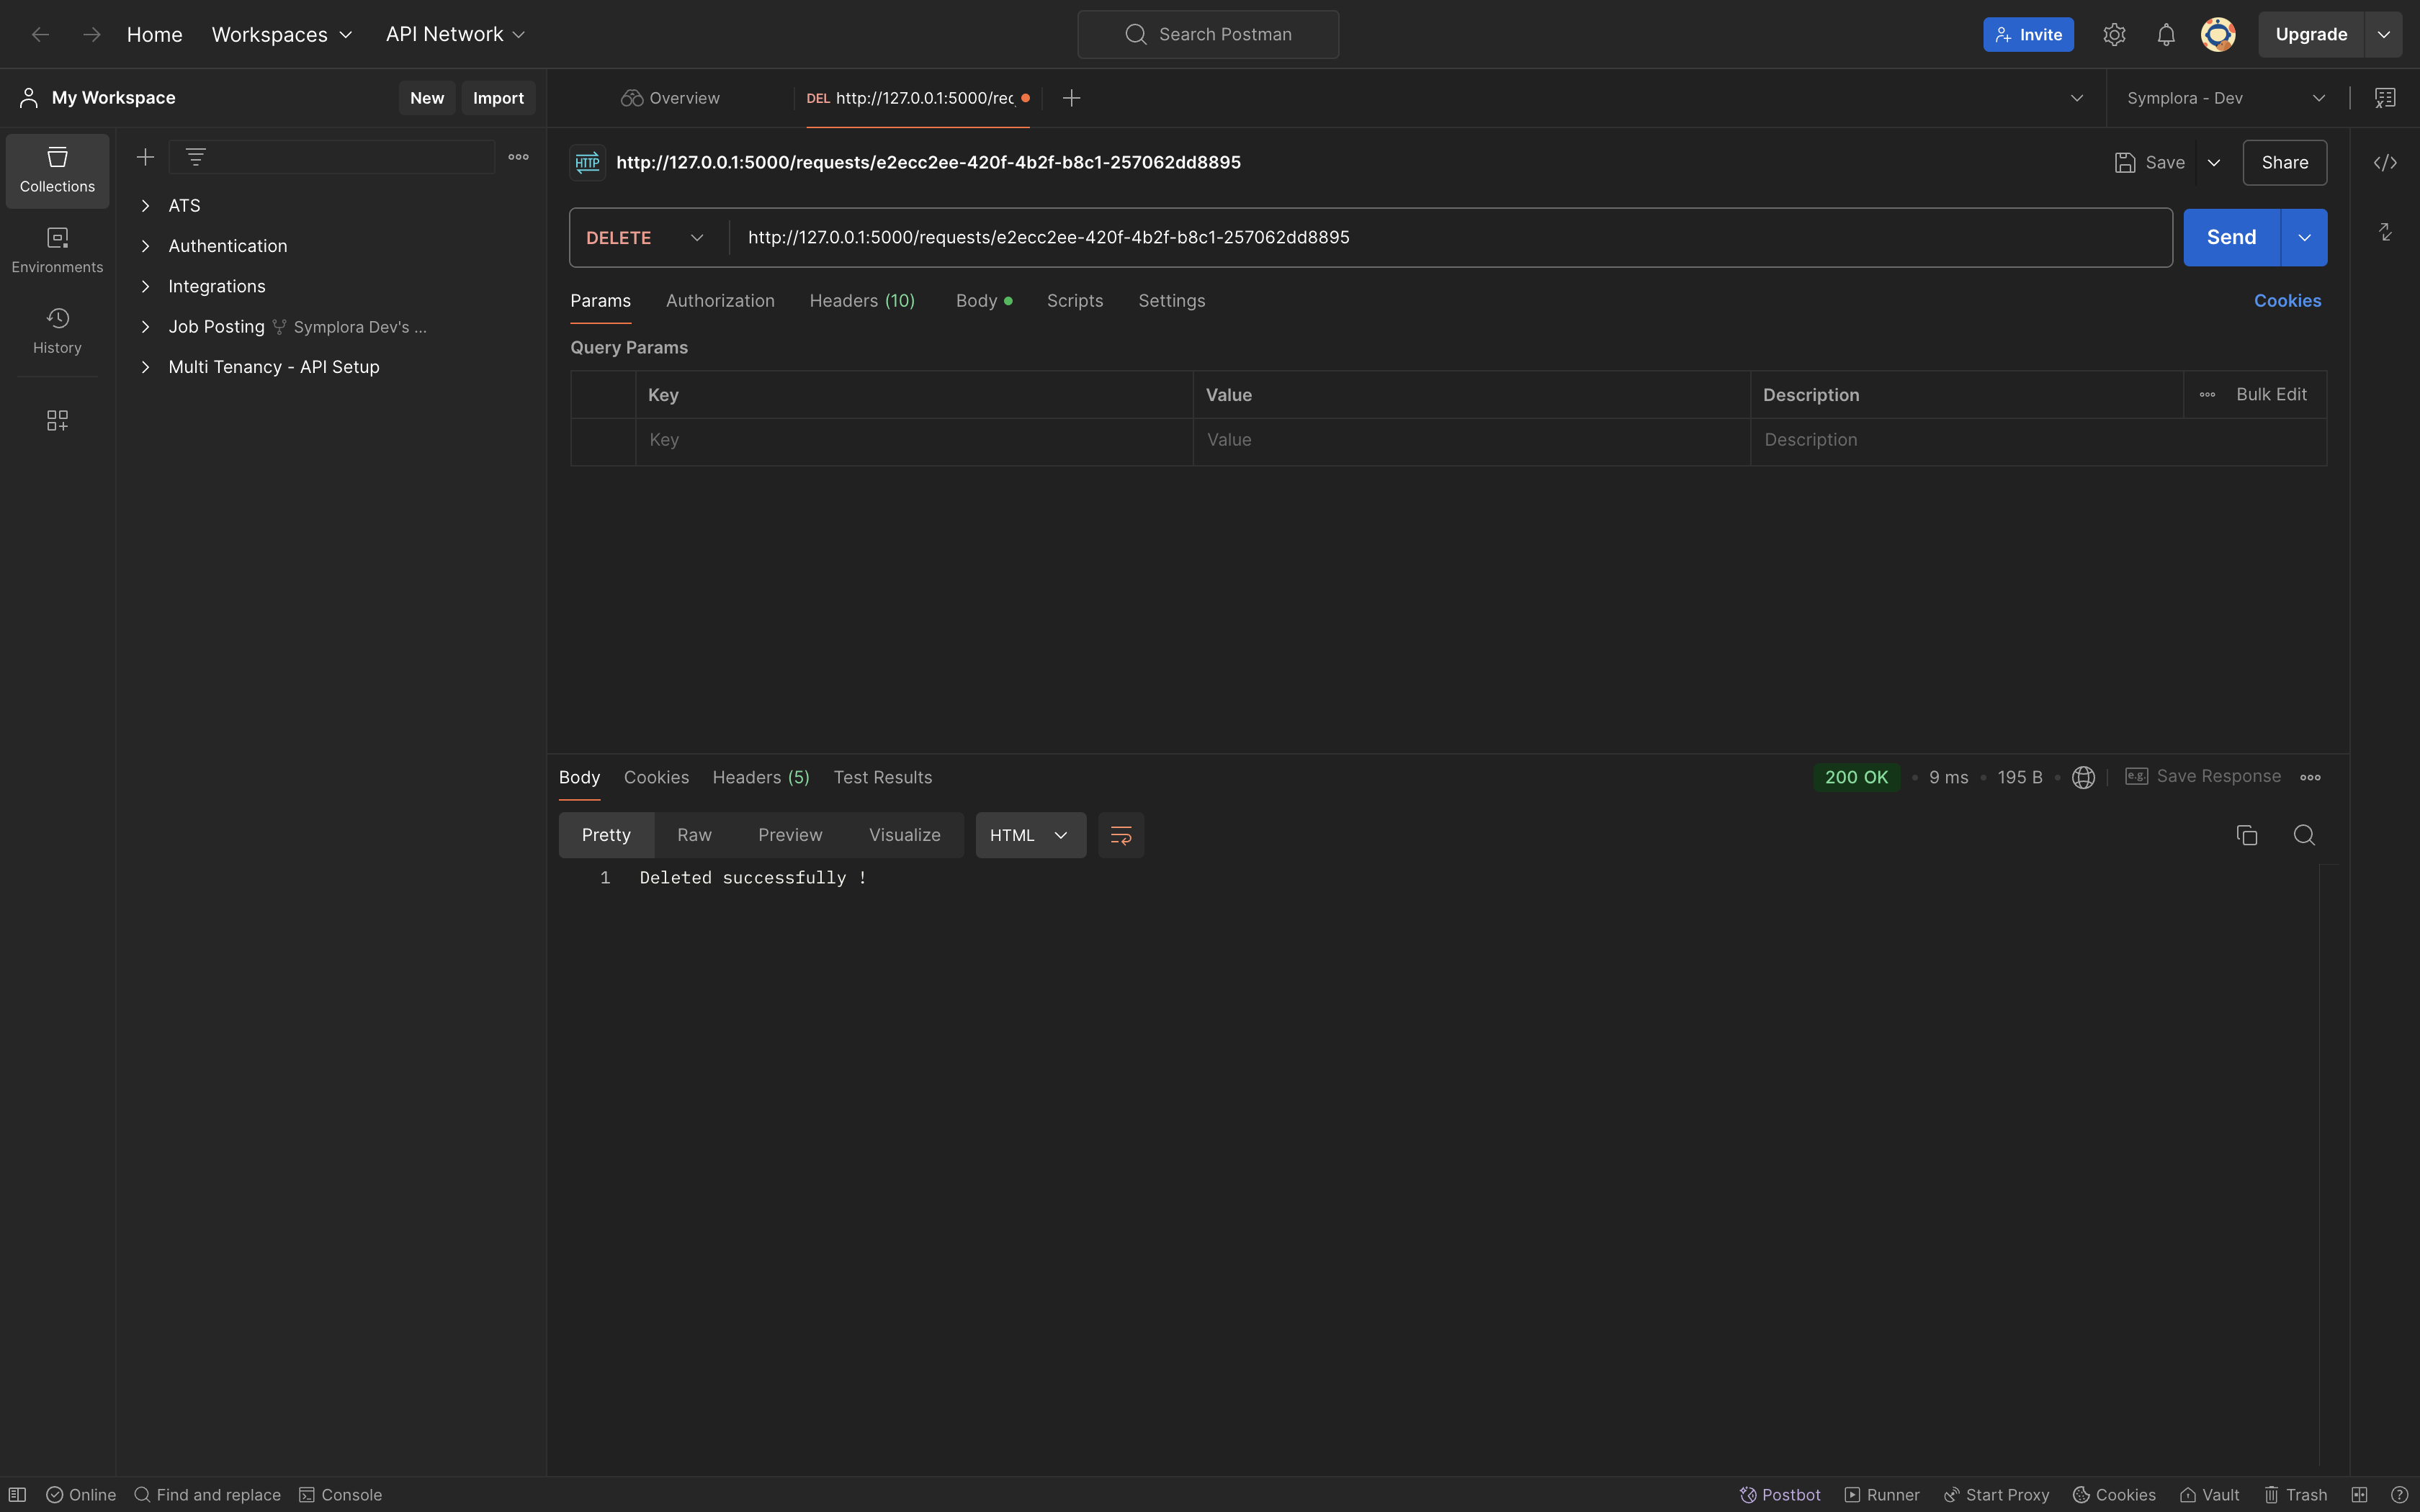 Home Workspaces API Network Search Postman Invite Upgrade
My Workspace New Import Overview DEL http://127.0.0.1:5000/rec Symplora - Dev
Collections
Environments
History
ATS
Authentication
Integrations
Job Posting Symplora Dev's ...
Multi Tenancy - API Setup
HTTP http://127.0.0.1:5000/requests/e2ecc2ee-420f-4b2f-b8c1-257062dd8895 Save Share
DELETE http://127.0.0.1:5000/requests/e2ecc2ee-420f-4b2f-b8c1-257062dd8895 Send
Params Authorization Headers (10) Body Scripts Settings Cookies
Query Params
Key Value Description Bulk Edit
Key Value Description
Body Cookies Headers (5) Test Results 200 OK • 9 ms • 195 B • e.g. Save Response
Pretty Raw Preview Visualize HTML
1 Deleted successfully !
Online Find and replace Console Postbot Runner Start Proxy Cookies Vault Trash